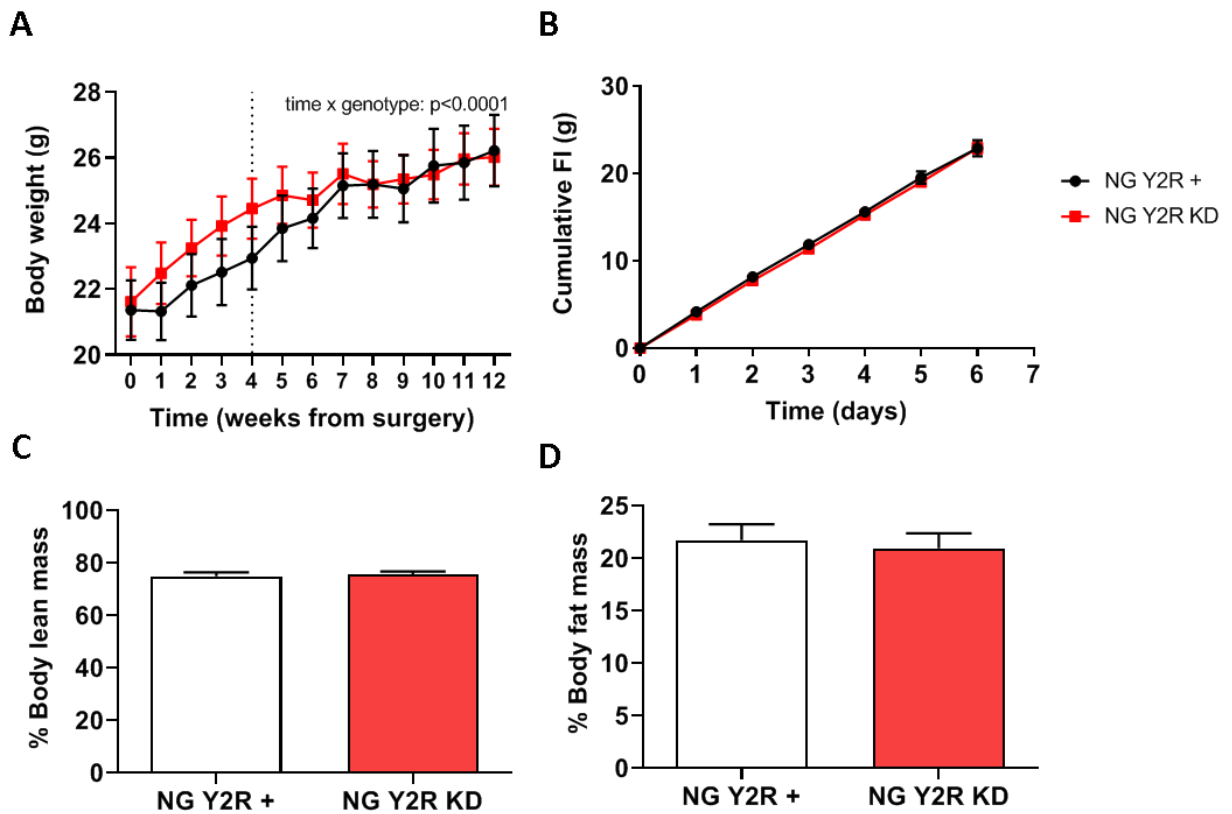 A
B
28
26
24
22
20
Body weight (g)
time x genotype: p<0.0001
0 1 2 3 4 5 6 7 8 9 10 11 12
Time (weeks from surgery)
30
20
10
0
Cumulative FI (g)
0 1 2 3 4 5 6 7
Time (days)
NG Y2R +
NG Y2R KD
C
D
100
80
60
40
20
0
% Body lean mass
NG Y2R +
NG Y2R KD
25
20
15
10
5
0
% Body fat mass
NG Y2R +
NG Y2R KD